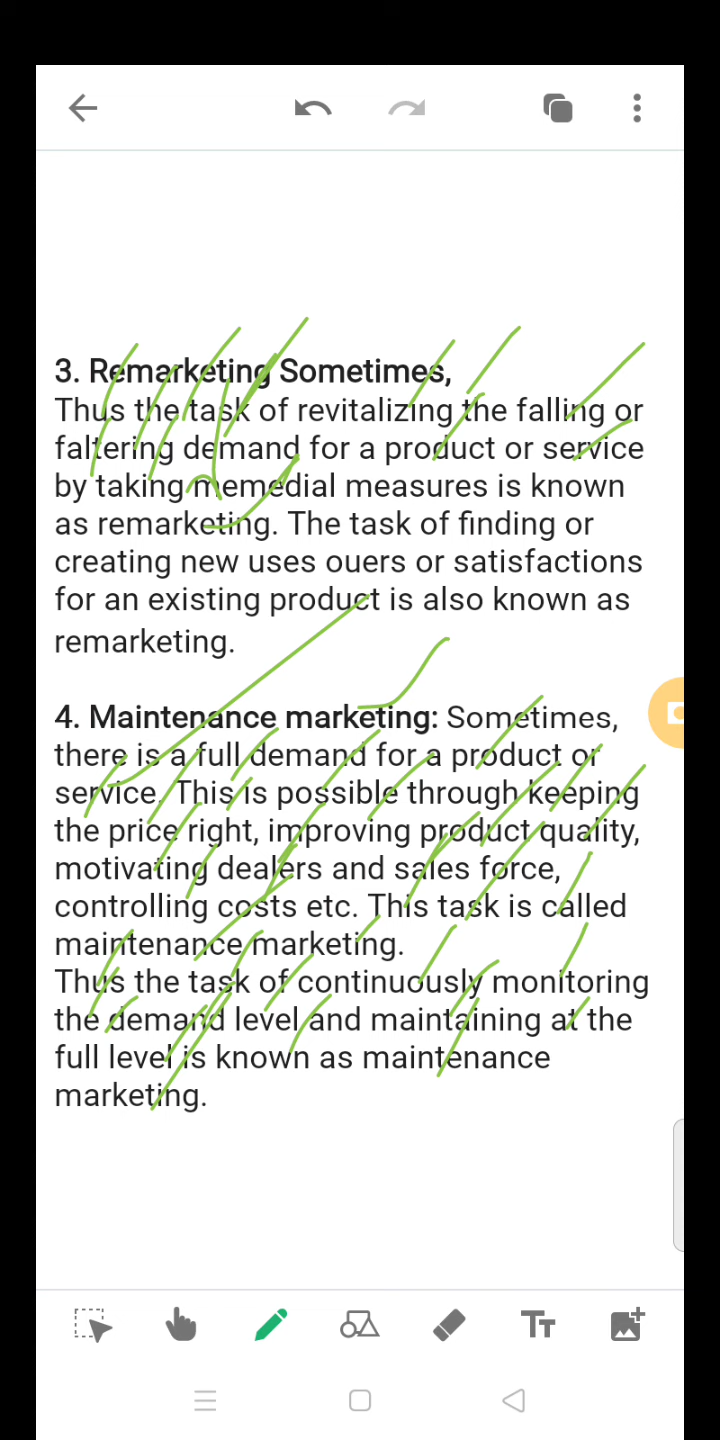 3. Remarketing Sometimes,
Thus the task of revitalizing the falling or
faltering demand for a product or service
by taking memedial measures is known
as remarketing. The task of finding or
creating new uses ouers or satisfactions
for an existing product is also known as
remarketing.
4. Maintenance marketing: Sometimes,
there is a full demand for a product or
service. This is possible through keeping
the price right, improving product quality,
motivating dealers and sales force,
controlling costs etc. This task is called
maintenance marketing.
Thus the task of continuously monitoring
the demand level and maintaining at the
full level is known as maintenance
marketing.
TT